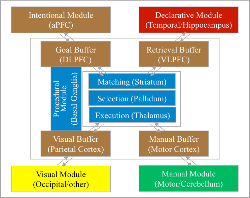 Intentional Module
(aPFC)
Declarative Module
(Temporal/Hippocampus)
Goal Buffer
(DLPFC)
Retrieval Buffer
(VLPFC)
Procedural
Module
(Basal Ganglia)
Matching (Striatum)
Selection (Pallidum)
Execution (Thalamus)
Visual Buffer
(Parietal Cortex)
Manual Buffer
(Motor Cortex)
Visual Module
(Occipital/other)
Manual Module
(Motor/Cerebellum)